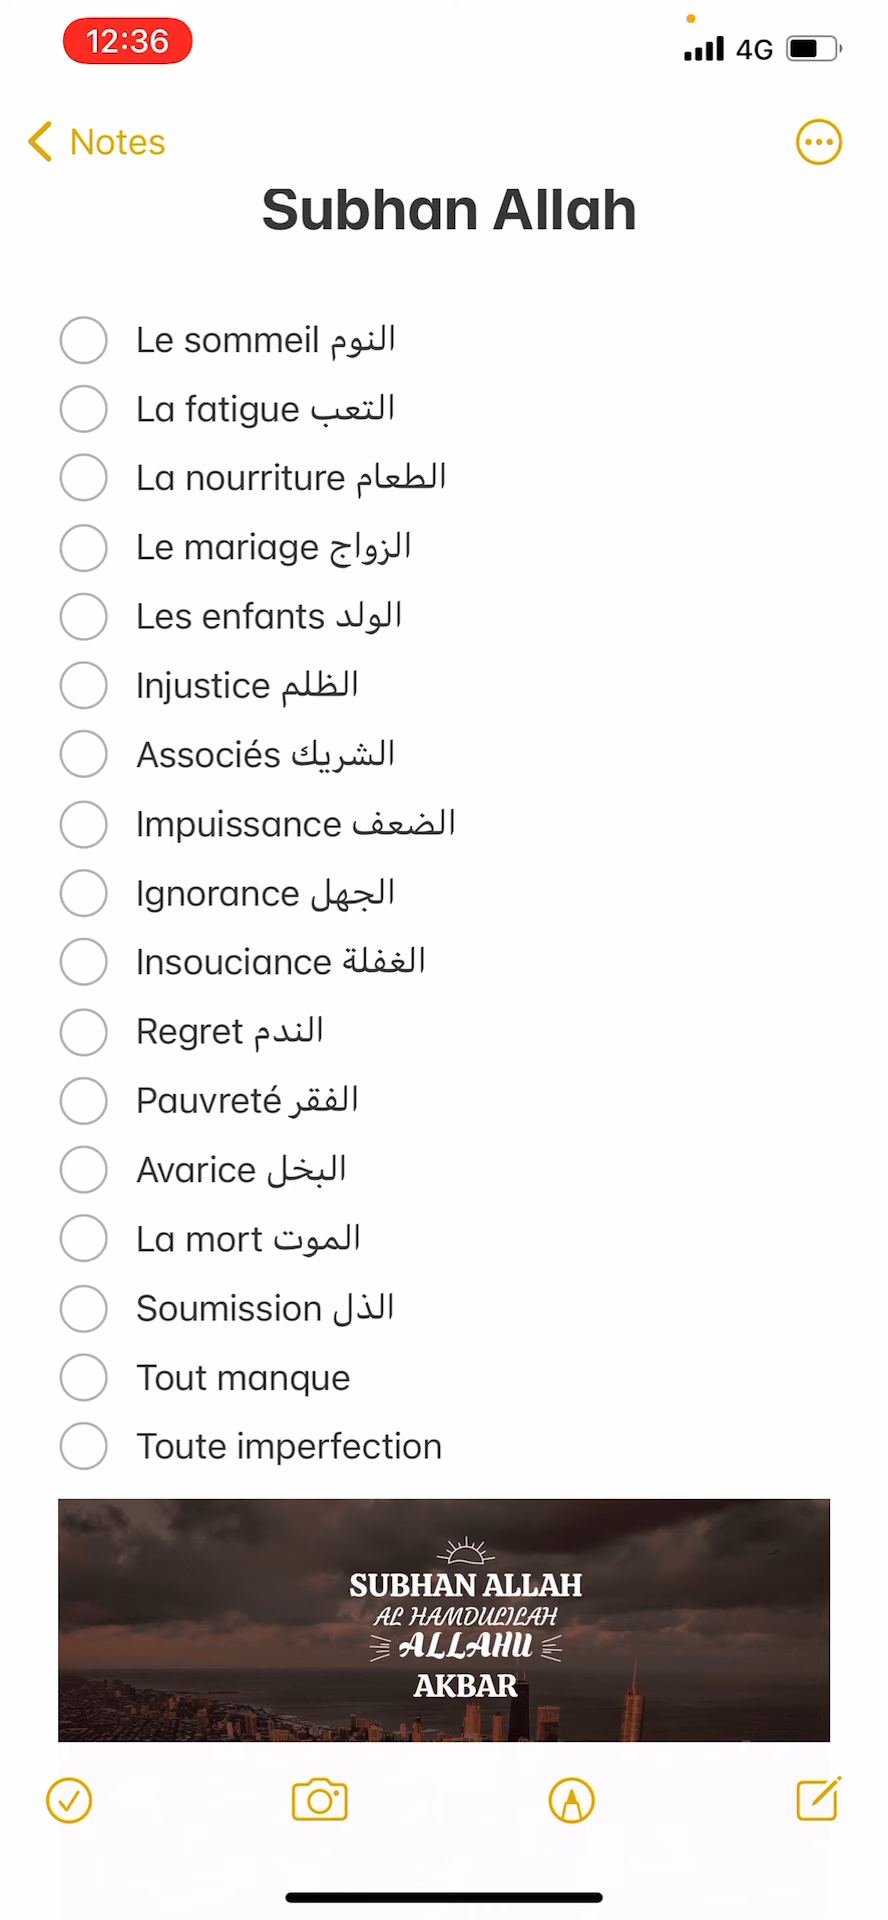 12:36
4G
Notes
Subhan Allah
Le sommeil النوم
La fatigue التعب
La nourriture الطعام
Le mariage الزواج
Les enfants الولد
Injustice الظلم
Associés الشريك
Impuissance الضعف
Ignorance الجهل
Insouciance الغفلة
Regret الندم
Pauvreté الفقر
Avarice البخل
La mort الموت
Soumission الذل
Tout manque
Toute imperfection
SUBHAN ALLAH
AL HAMDULILAH
ALLAHU
AKBAR